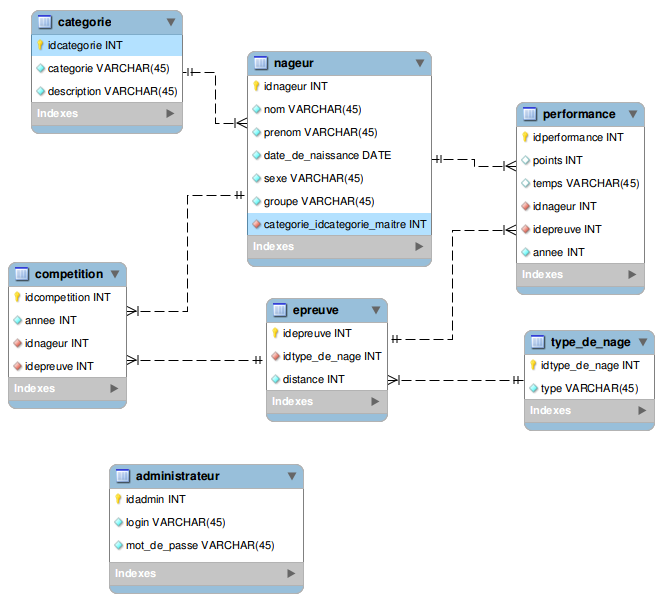 categorie
idcategorie INT
categorie VARCHAR(45)
description VARCHAR(45)
Indexes
nageur
idnageur INT
nom VARCHAR(45)
prenom VARCHAR(45)
date_de_naissance DATE
sexe VARCHAR(45)
groupe VARCHAR(45)
categorie_idcategorie_maitre INT
Indexes
performance
idperformance INT
points INT
temps VARCHAR(45)
idnageur INT
idepreuve INT
annee INT
Indexes
competition
idcompetition INT
annee INT
idnageur INT
idepreuve INT
Indexes
epreuve
idepreuve INT
idtype_de_nage INT
distance INT
Indexes
type_de_nage
idtype_de_nage INT
type VARCHAR(45)
Indexes
administrateur
idadmin INT
login VARCHAR(45)
mot_de_passe VARCHAR(45)
Indexes